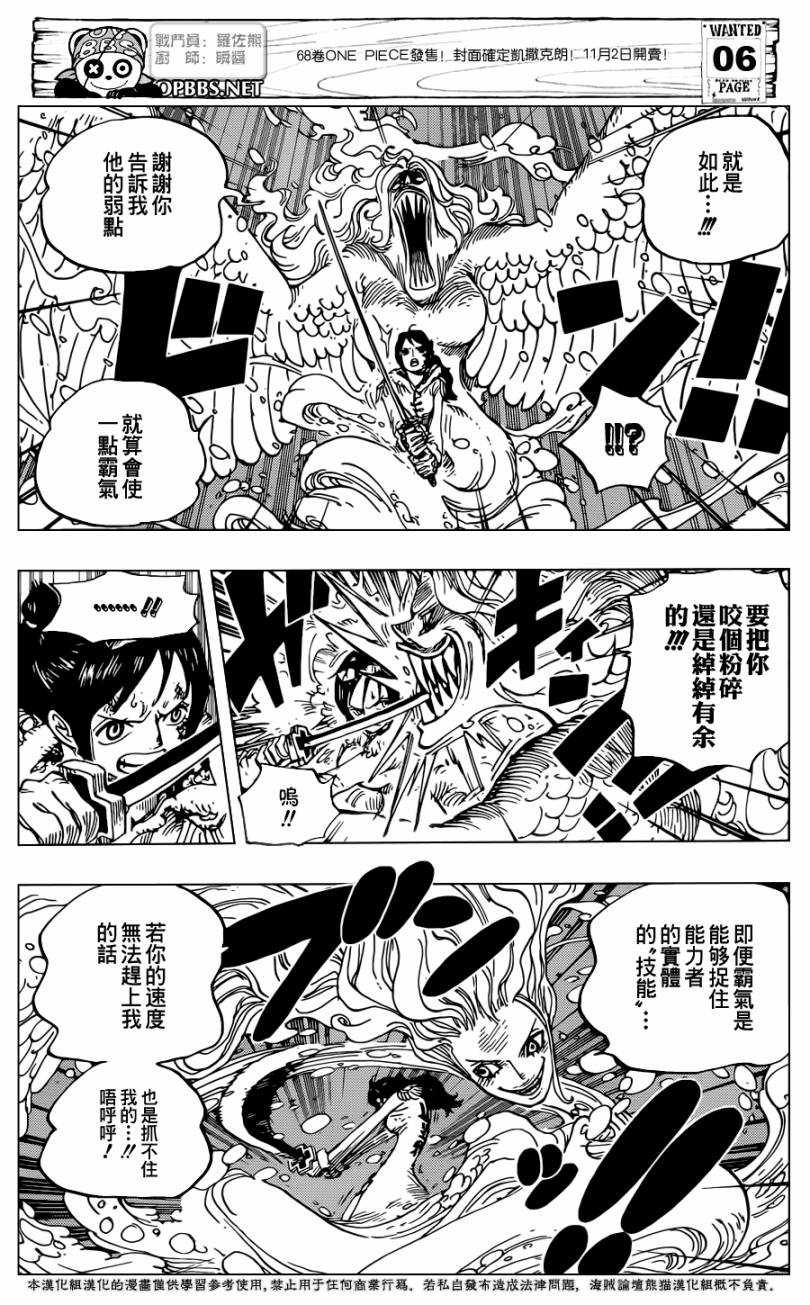 戰鬥員：羅佐熊
廚　師：瞬醬
OPBBS.NET
68卷ONE PIECE發售！封面確定凱撒克朗！11月2日開賣！
WANTED
06
PAGE
就是
如此…!!!
謝謝你
告訴我
他的弱點
ド
ン!!
!!?
就算會使
一點霸氣
要把你
咬個粉碎
還是綽綽有余
的!!!
嗚!!
……!!
即便霸氣是
能够捉住
能力者
的實體
的〝技能〞…
ブン
若你的速度
無法趕上我
的話
也是抓不住
我的…!!
唔呼呼！
本漢化組漢化的漫畫僅供學習參考使用，禁止用于任何商業行為。若私自發布造成法律問題，海賊論壇熊猫漢化組概不負責。